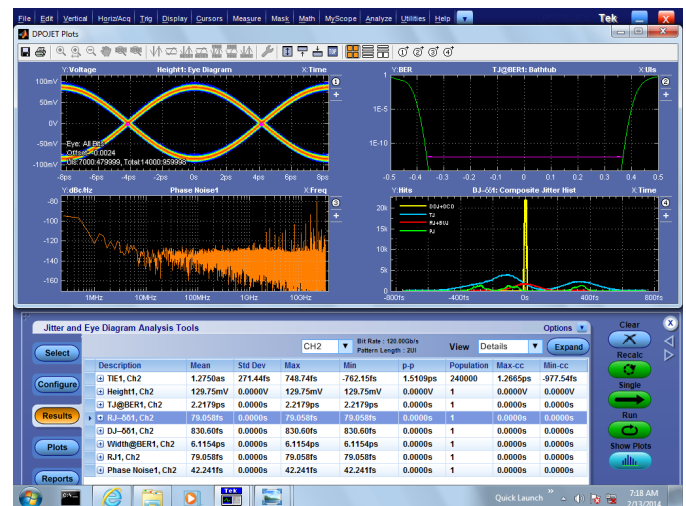 File Edit Vertical Horiz/Acq Trig Display Cursors Measure Mask Math MyScope Analyze Utilities Help Tek
DPOJET Plots
Y:Voltage Height1: Eye Diagram X:Time
100mV
50mV
0V
-50mV
-100mV
Eye: All Bits
Offset: -0.0024
UIs:7000:479999, Total:14000:959998
-8ps -6ps -4ps -2ps 0s 2ps 4ps 6ps 8ps
1
Y:BER TJ@BER1: Bathtub X:UIs
1
1E-5
1E-10
-0.5 -0.4 -0.3 -0.2 -0.1 0 0.1 0.2 0.3 0.4 0.5
2
Y:dBc/Hz Phase Noise1 X:Freq
-80
-100
-120
-140
-160
1MHz 10MHz 100MHz 1GHz 10GHz
3
Y:Hits DJ-δδ1: Composite Jitter Hist X:Time
20k
15k
10k
5k
0
DDJ+DCD
TJ
RJ+BUJ
PJ
-800fs -400fs 0s 400fs 800fs
4
Jitter and Eye Diagram Analysis Tools Options
CH2 Bit Rate : 120.00Gb/s
Pattern Length : 2UI
View Details Expand
Select
Configure
Results
Plots
Reports
Description Mean Std Dev Max Min p-p Population Max-cc Min-cc
TIE1, Ch2 1.2750as 271.44fs 748.74fs -762.15fs 1.5109ps 240000 1.2665ps -977.54fs
Height1, Ch2 129.75mV 0.0000V 129.75mV 129.75mV 0.0000V 1 0.0000V 0.0000V
TJ@BER1, Ch2 2.2179ps 0.0000s 2.2179ps 2.2179ps 0.0000s 1 0.0000s 0.0000s
RJ-δδ1, Ch2 79.058fs 0.0000s 79.058fs 79.058fs 0.0000s 1 0.0000s 0.0000s
DJ-δδ1, Ch2 830.60fs 0.0000s 830.60fs 830.60fs 0.0000s 1 0.0000s 0.0000s
Width@BER1, Ch2 6.1154ps 0.0000s 6.1154ps 6.1154ps 0.0000s 1 0.0000s 0.0000s
RJ1, Ch2 79.058fs 0.0000s 79.058fs 79.058fs 0.0000s 1 0.0000s 0.0000s
Phase Noise1, Ch2 42.241fs 0.0000s 42.241fs 42.241fs 0.0000s 1 0.0000s 0.0000s
Clear
Recalc
Single
Run
Show Plots
Tek
Quick Launch
7:18 AM
2/13/2014